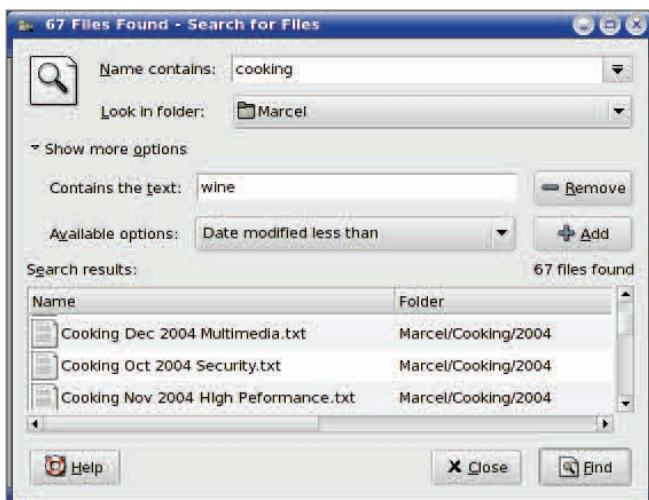 67 Files Found - Search for Files
Name contains: cooking
Look in folder: Marcel
Show more options
Contains the text: wine Remove
Available options: Date modified less than Add
Search results: 67 files found
Name Folder
Cooking Dec 2004 Multimedia.txt Marcel/Cooking/2004
Cooking Oct 2004 Security.txt Marcel/Cooking/2004
Cooking Nov 2004 High Peformance.txt Marcel/Cooking/2004
Help Close Find